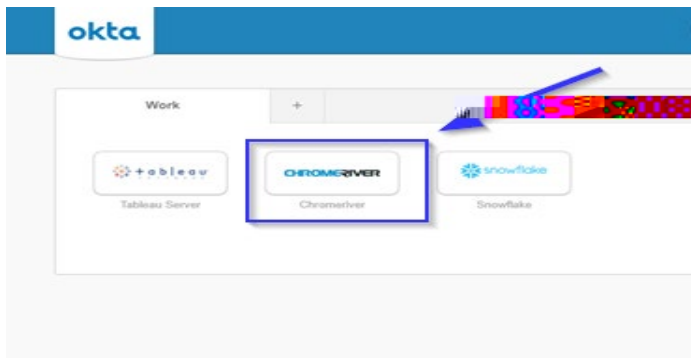 okta
Work +
+ableau CHROMERIVER snowflake
Tableau Server Chromeriver Snowflake